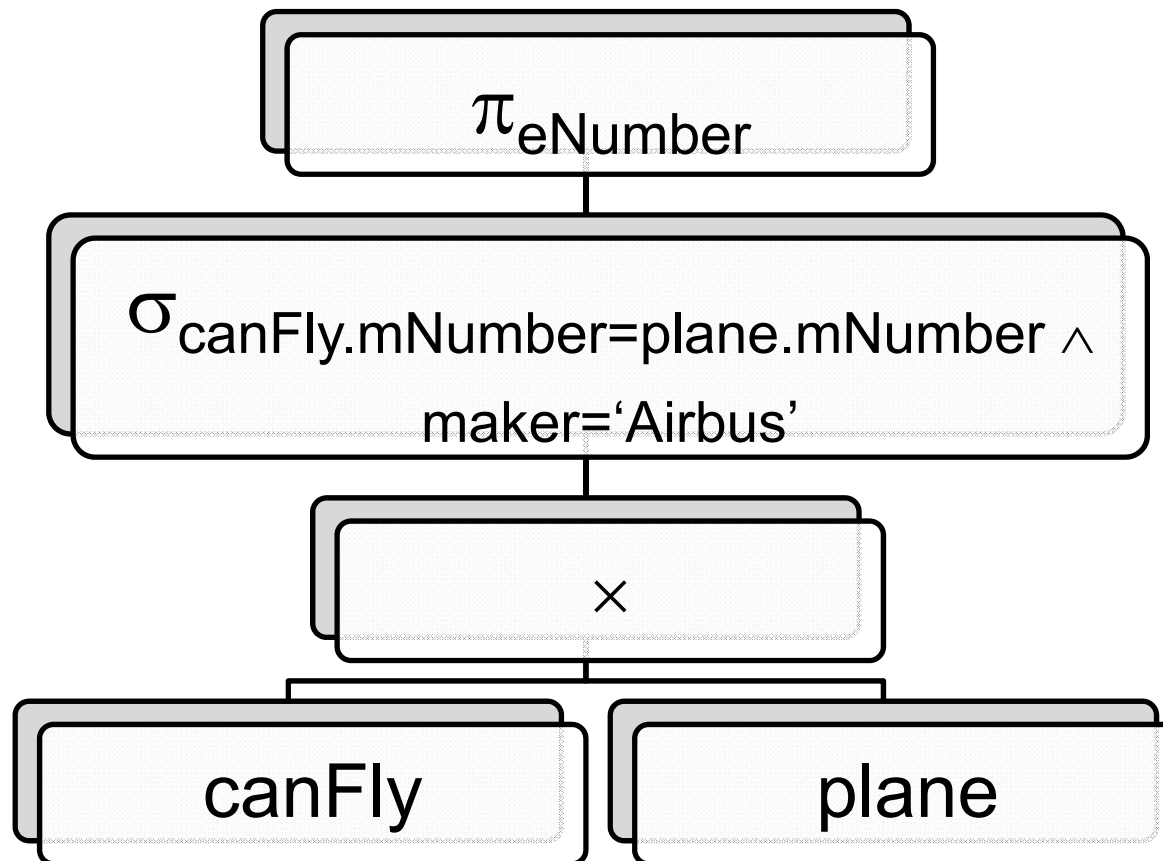 π eNumber
σ canFly.mNumber=plane.mNumber ∧
maker=‘Airbus’
×
canFly plane